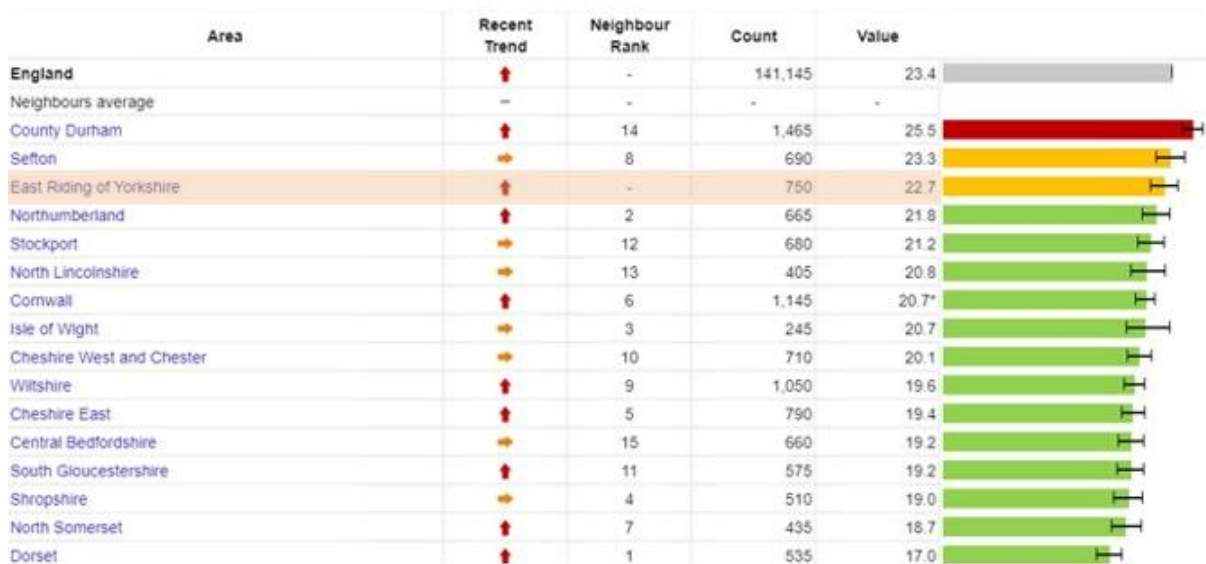 Area Recent Trend Neighbour Rank Count Value
England - 141,145 23.4
Neighbours average - - - -
County Durham 14 1,465 25.5
Sefton 8 690 23.3
East Riding of Yorkshire - 750 22.7
Northumberland 2 665 21.8
Stockport 12 680 21.2
North Lincolnshire 13 405 20.8
Cornwall 6 1,145 20.7*
Isle of Wight 3 245 20.7
Cheshire West and Chester 10 710 20.1
Wiltshire 9 1,050 19.6
Cheshire East 5 790 19.4
Central Bedfordshire 15 660 19.2
South Gloucestershire 11 575 19.2
Shropshire 4 510 19.0
North Somerset 7 435 18.7
Dorset 1 535 17.0